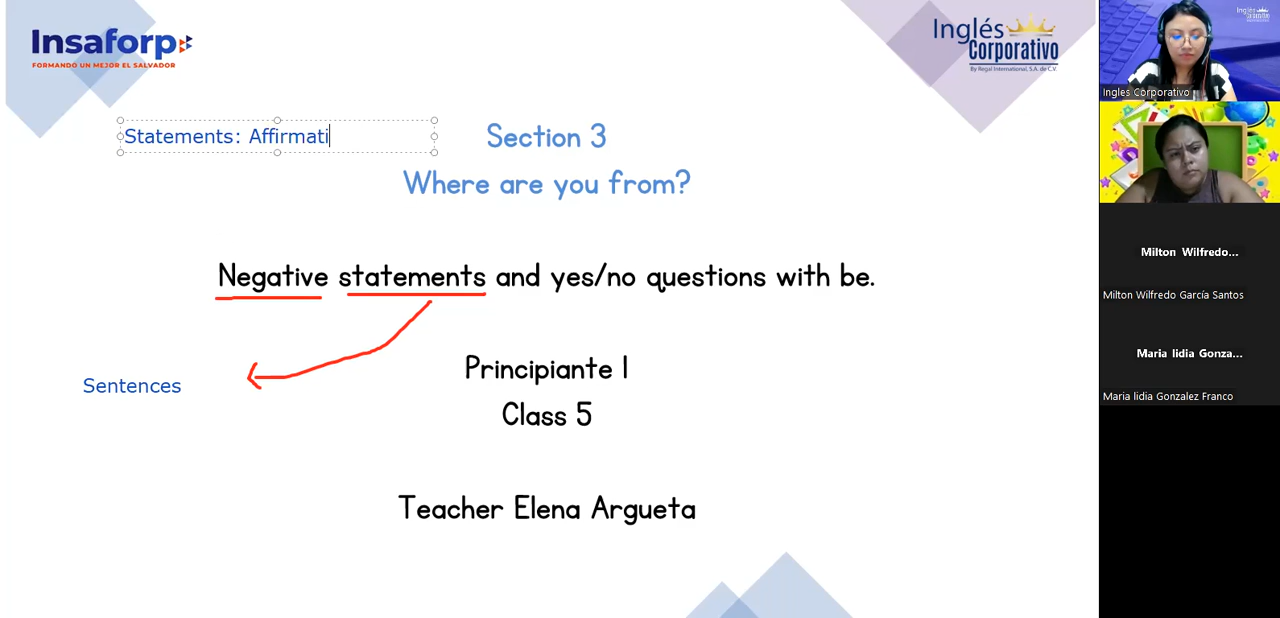 Insaforp
FORMANDO UN MEJOR EL SALVADOR
Inglés
Corporativo
By Regal International, S.A. de C.V.
Statements: Affirmati
Section 3
Where are you from?
Negative statements and yes/no questions with be.
Sentences
Principiante 1
Class 5
Teacher Elena Argueta
Ingles Corporativo
Milton Wilfredo...
Milton Wilfredo García Santos
Maria lidia Gonza...
Maria lidia Gonzalez Franco